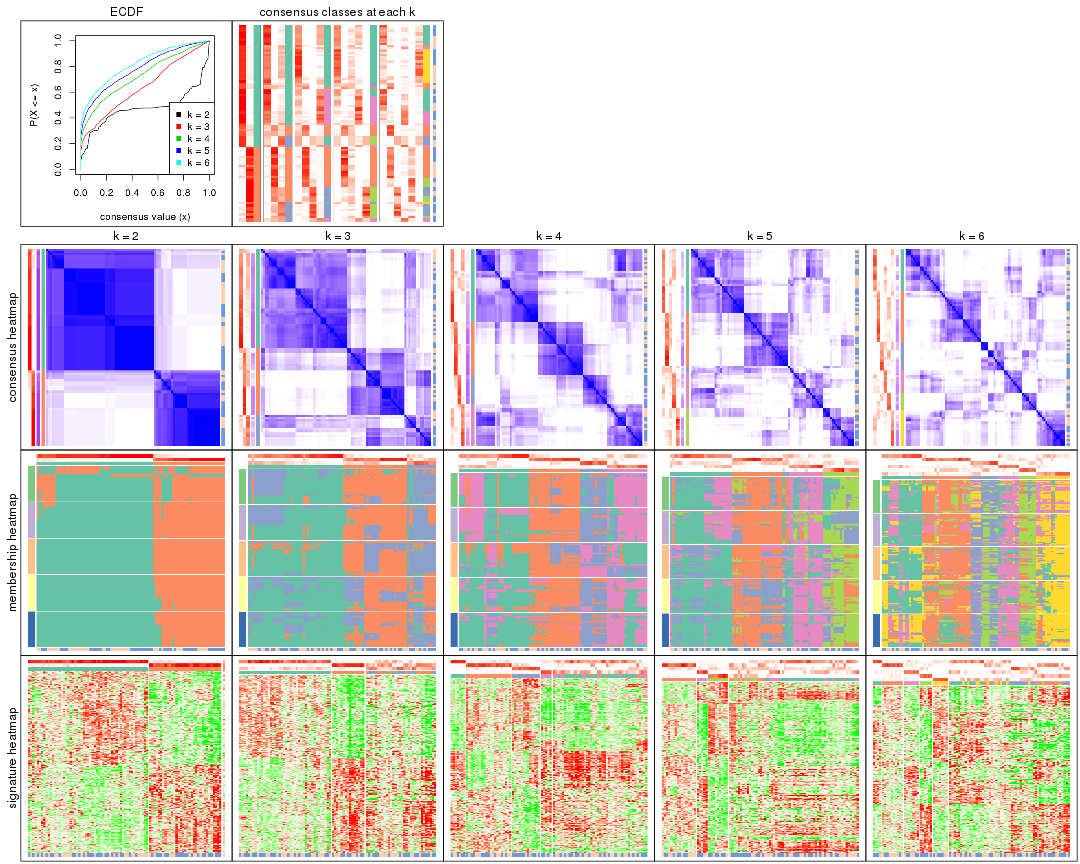 ECDF
consensus classes at each k
P(X <= x)
0.0 0.2 0.4 0.6 0.8 1.0
0.0 0.2 0.4 0.6 0.8 1.0
k = 2
k = 3
k = 4
k = 5
k = 6
consensus value (x)
k = 2
k = 3
k = 4
k = 5
k = 6
consensus heatmap
membership heatmap
signature heatmap